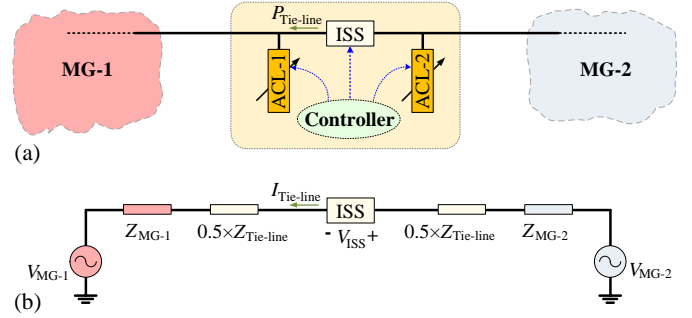 P_Tie-line
ISS
MG-1
ACL-1
ACL-2
MG-2
Controller
(a)
I_Tie-line
ISS
Z_MG-1
0.5×Z_Tie-line
- V_ISS +
0.5×Z_Tie-line
Z_MG-2
V_MG-1
V_MG-2
(b)